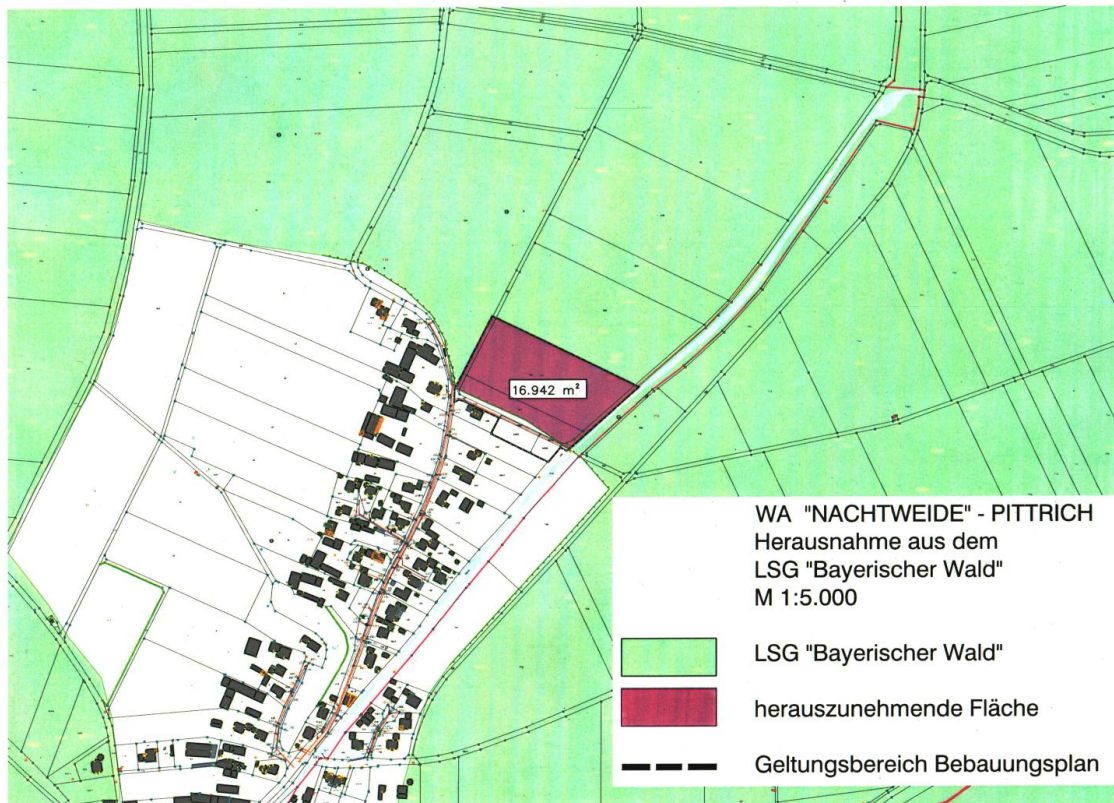 16.942 m²
WA "NACHTWEIDE" - PITTRICH
Herausnahme aus dem
LSG "Bayerischer Wald"
M 1:5.000
LSG "Bayerischer Wald"
herauszunehmende Fläche
Geltungsbereich Bebauungsplan